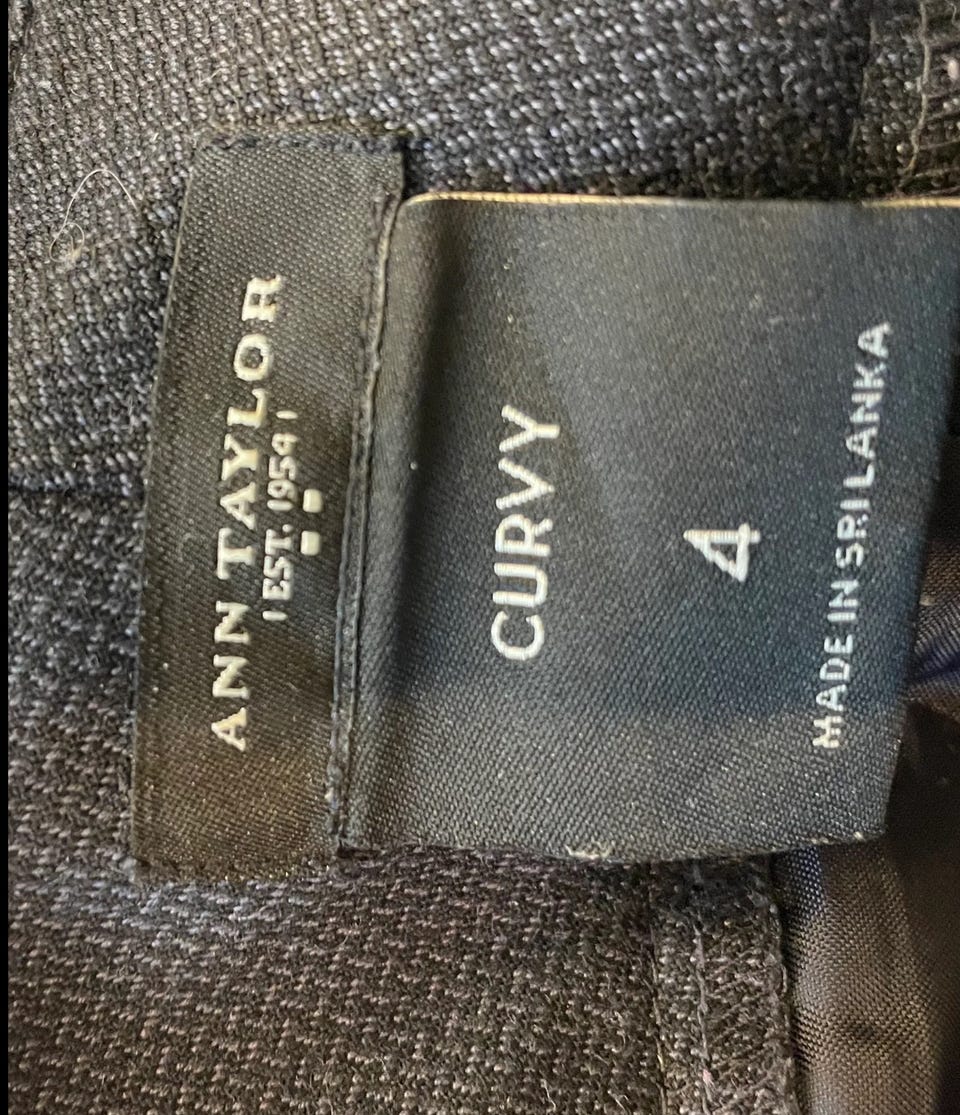 ANN TAYLOR
EST. 1954
CURVY
4
MADE IN SRI LANKA